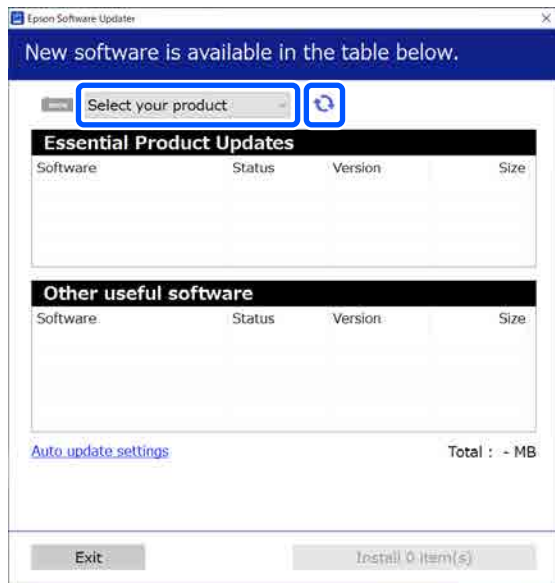 Epson Software Updater
New software is available in the table below.
Select your product
Essential Product Updates
Software Status Version Size
Other useful software
Software Status Version Size
Auto update settings Total : - MB
Exit Install 0 item(s)